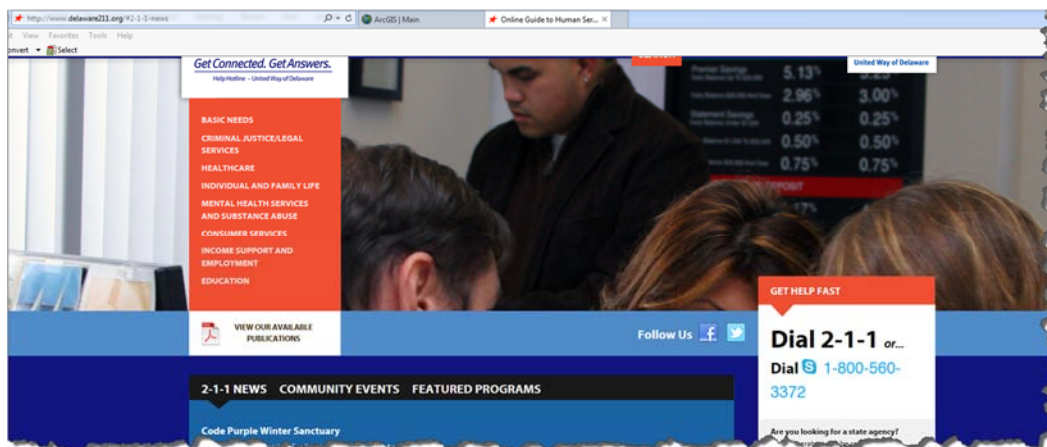 http://www.delaware211.org/#2-1-1-news
ArcGIS | Main
Online Guide to Human Ser...
View Favorites Tools Help
Select
Get Connected. Get Answers.
Help Hotline - United Way of Delaware
United Way of Delaware
BASIC NEEDS
CRIMINAL JUSTICE/LEGAL
SERVICES
HEALTHCARE
INDIVIDUAL AND FAMILY LIFE
MENTAL HEALTH SERVICES
AND SUBSTANCE ABUSE
CONSUMER SERVICES
INCOME SUPPORT AND
EMPLOYMENT
EDUCATION
Premier Savings
5.13%
2.96% 3.00%
Statement Savings
0.25% 0.25%
0.50% 0.50%
0.75% 0.75%
VIEW OUR AVAILABLE
PUBLICATIONS
Follow Us
GET HELP FAST
Dial 2-1-1 or...
Dial 1-800-560-
3372
Are you looking for a state agency?
2-1-1 NEWS COMMUNITY EVENTS FEATURED PROGRAMS
Code Purple Winter Sanctuary